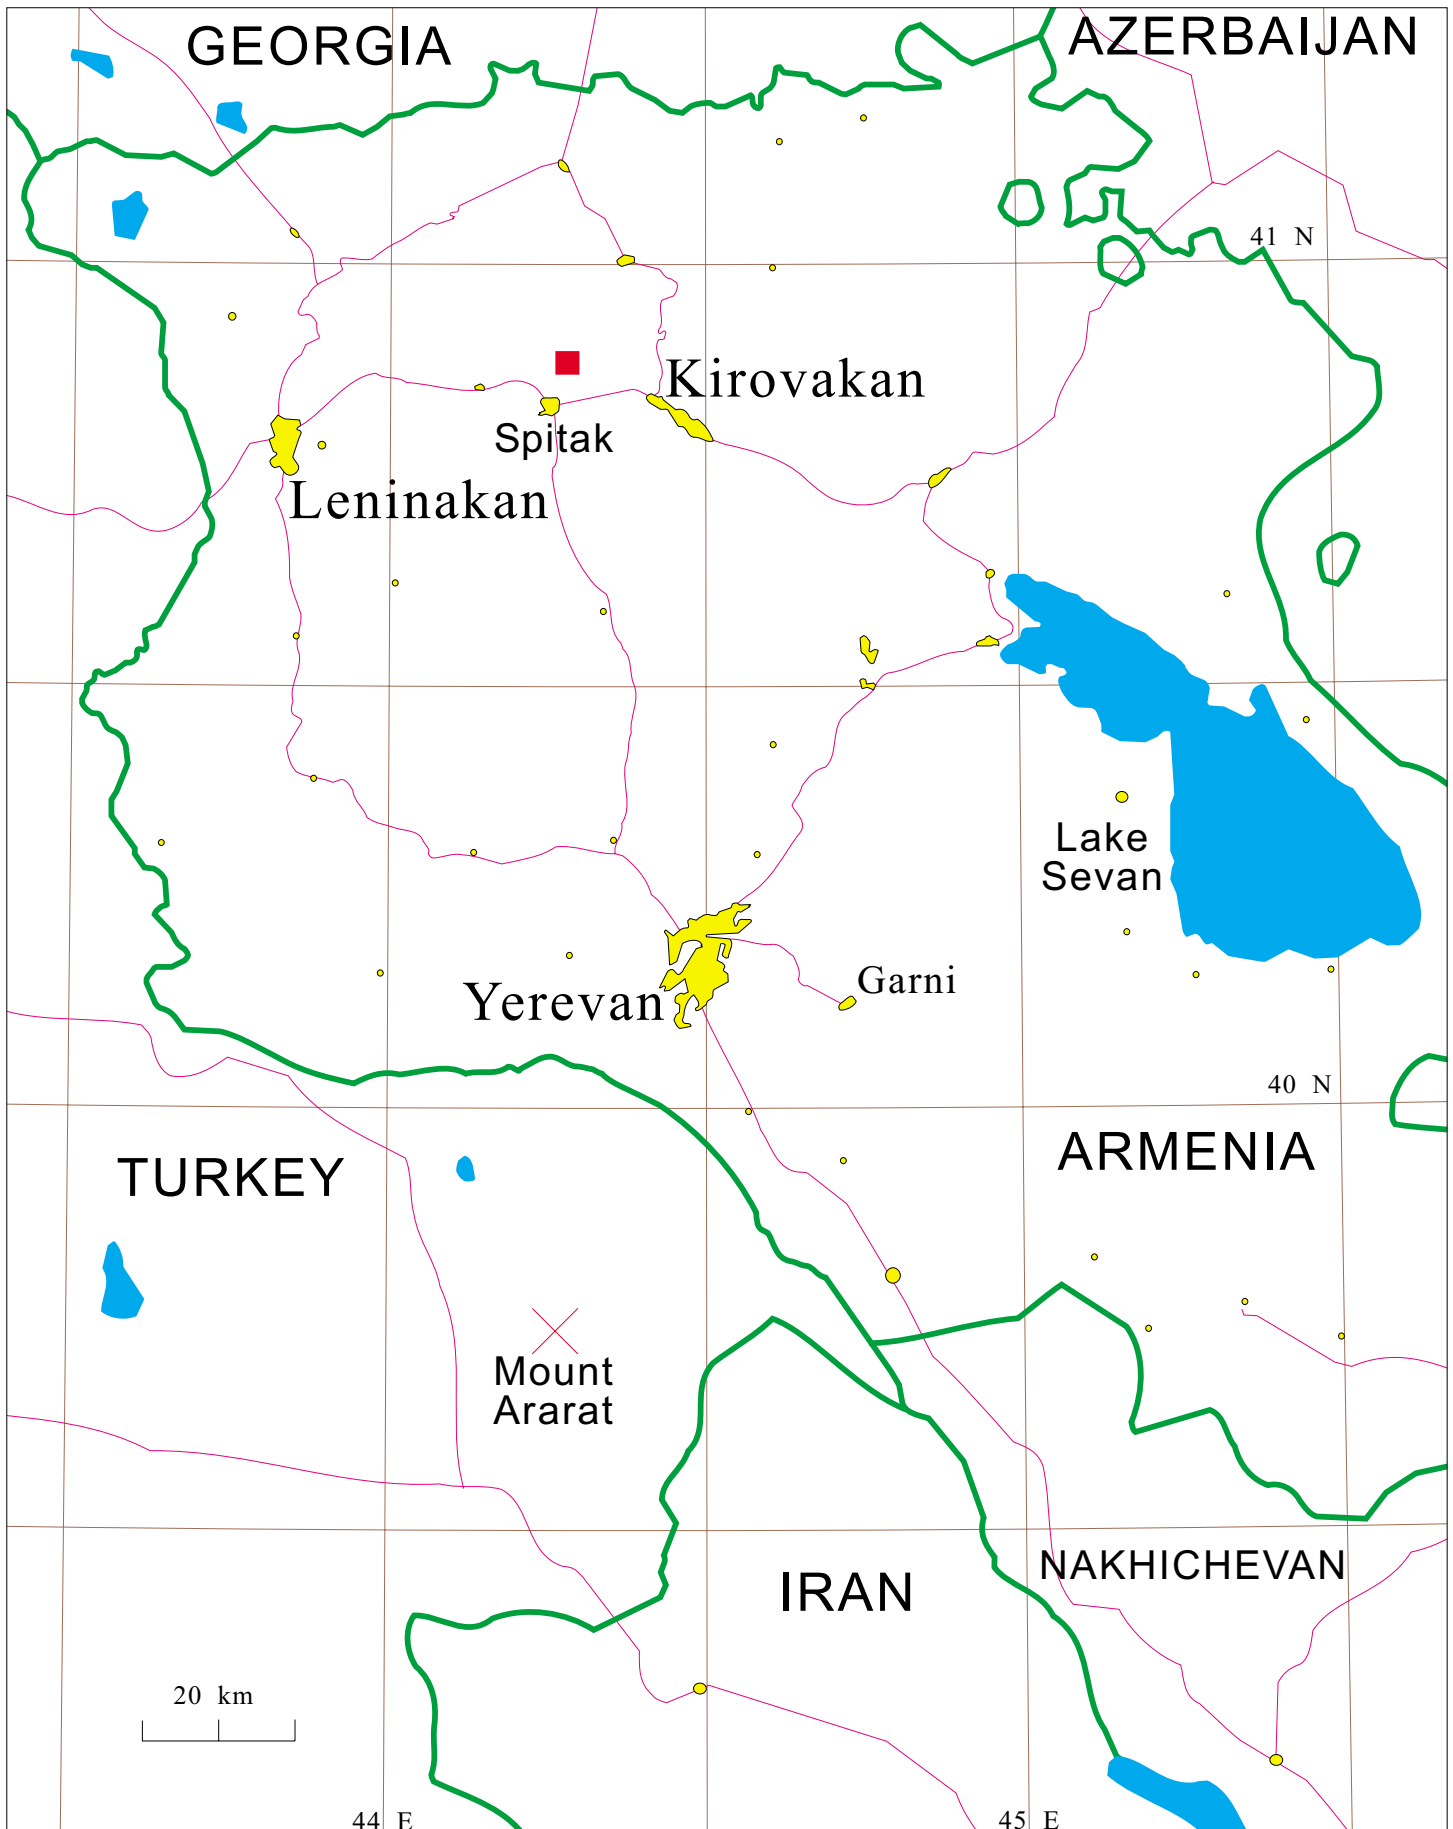 GEORGIA
AZERBAIJAN
41 N
Kirovakan
Spitak
Leninakan
Lake
Sevan
Garni
Yerevan
40 N
ARMENIA
TURKEY
Mount
Ararat
NAKHICHEVAN
IRAN
20 km
44 E
45 E